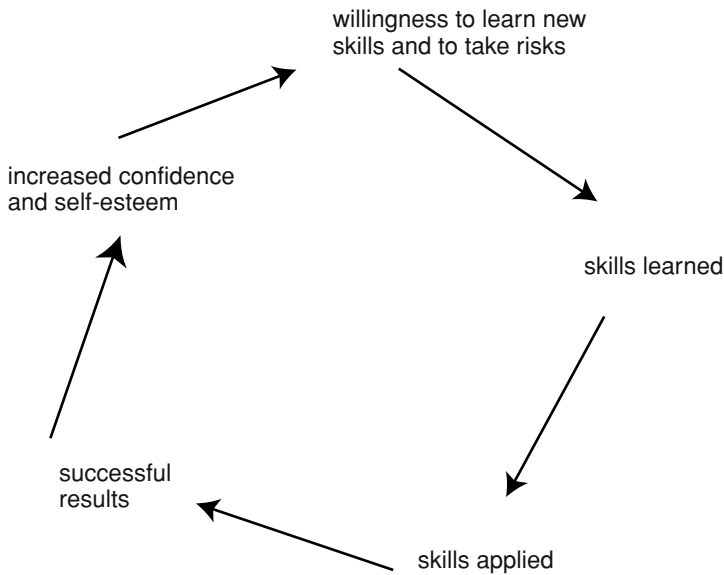 willingness to learn new
skills and to take risks
increased confidence
and self-esteem
skills learned
successful
results
skills applied